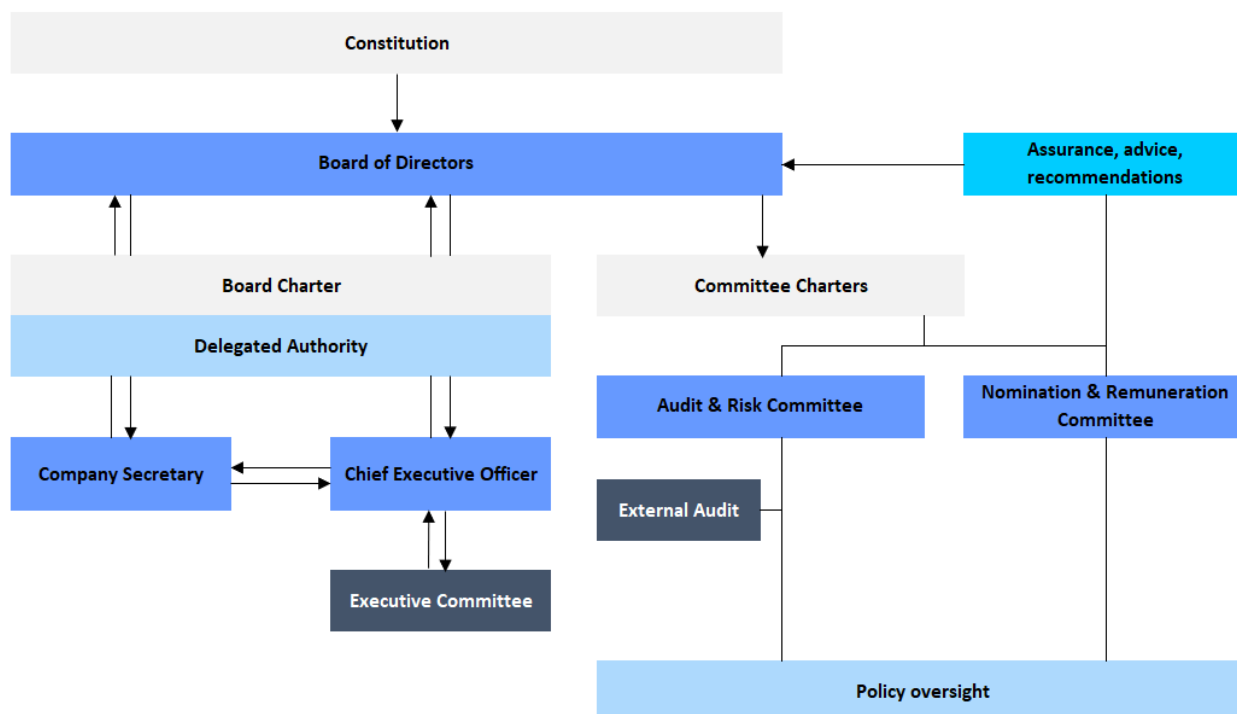 Constitution
Board of Directors
Assurance, advice,
recommendations
Board Charter
Committee Charters
Delegated Authority
Audit & Risk Committee
Nomination & Remuneration
Committee
Company Secretary
Chief Executive Officer
External Audit
Executive Committee
Policy oversight